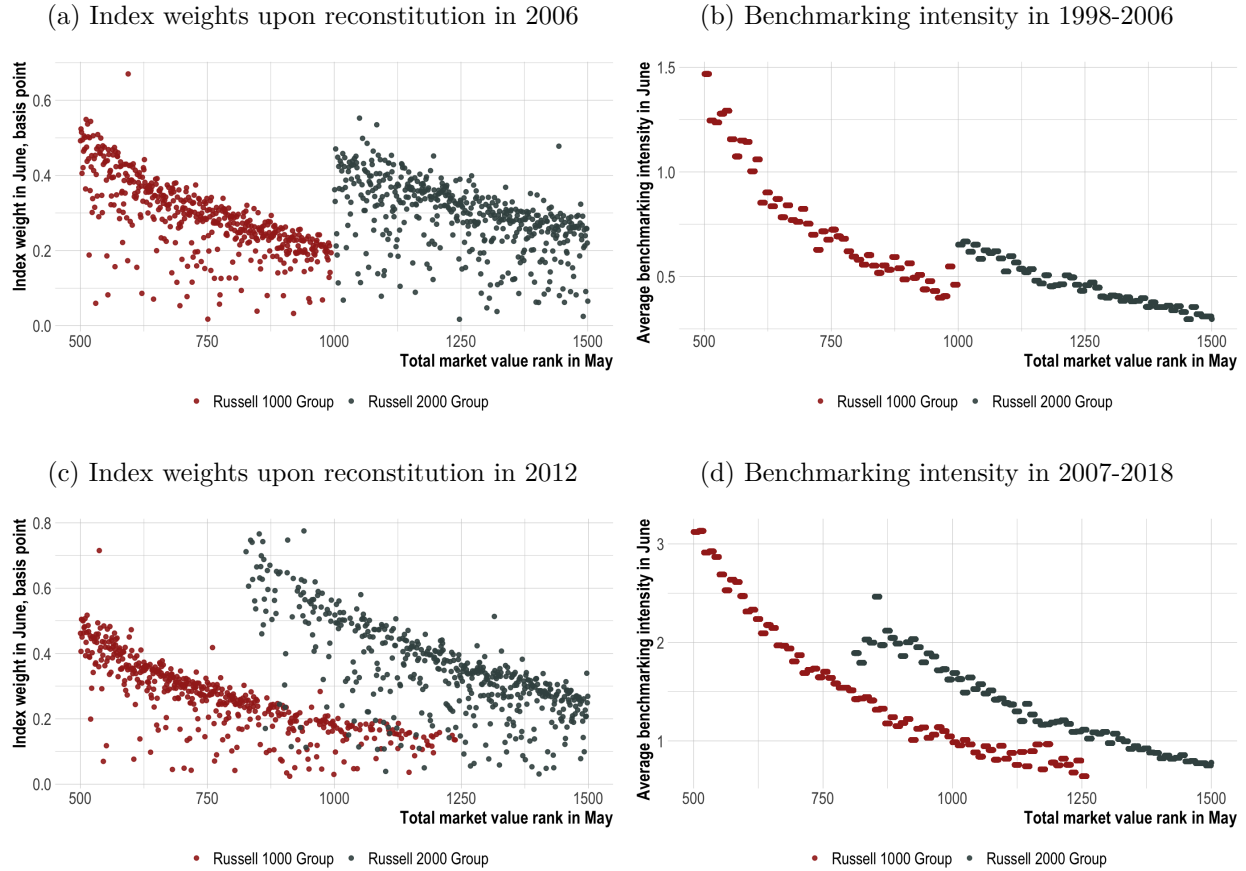 (a) Index weights upon reconstitution in 2006
Index weight in June, basis point
0.6
0.4
0.2
0.0
500
750
1000
1250
1500
Total market value rank in May
Russell 1000 Group
Russell 2000 Group
(b) Benchmarking intensity in 1998-2006
Average benchmarking intensity in June
1.5
1.0
0.5
500
750
1000
1250
1500
Total market value rank in May
Russell 1000 Group
Russell 2000 Group
(c) Index weights upon reconstitution in 2012
Index weight in June, basis point
0.8
0.6
0.4
0.2
0.0
500
750
1000
1250
1500
Total market value rank in May
Russell 1000 Group
Russell 2000 Group
(d) Benchmarking intensity in 2007-2018
Average benchmarking intensity in June
3
2
1
500
750
1000
1250
1500
Total market value rank in May
Russell 1000 Group
Russell 2000 Group